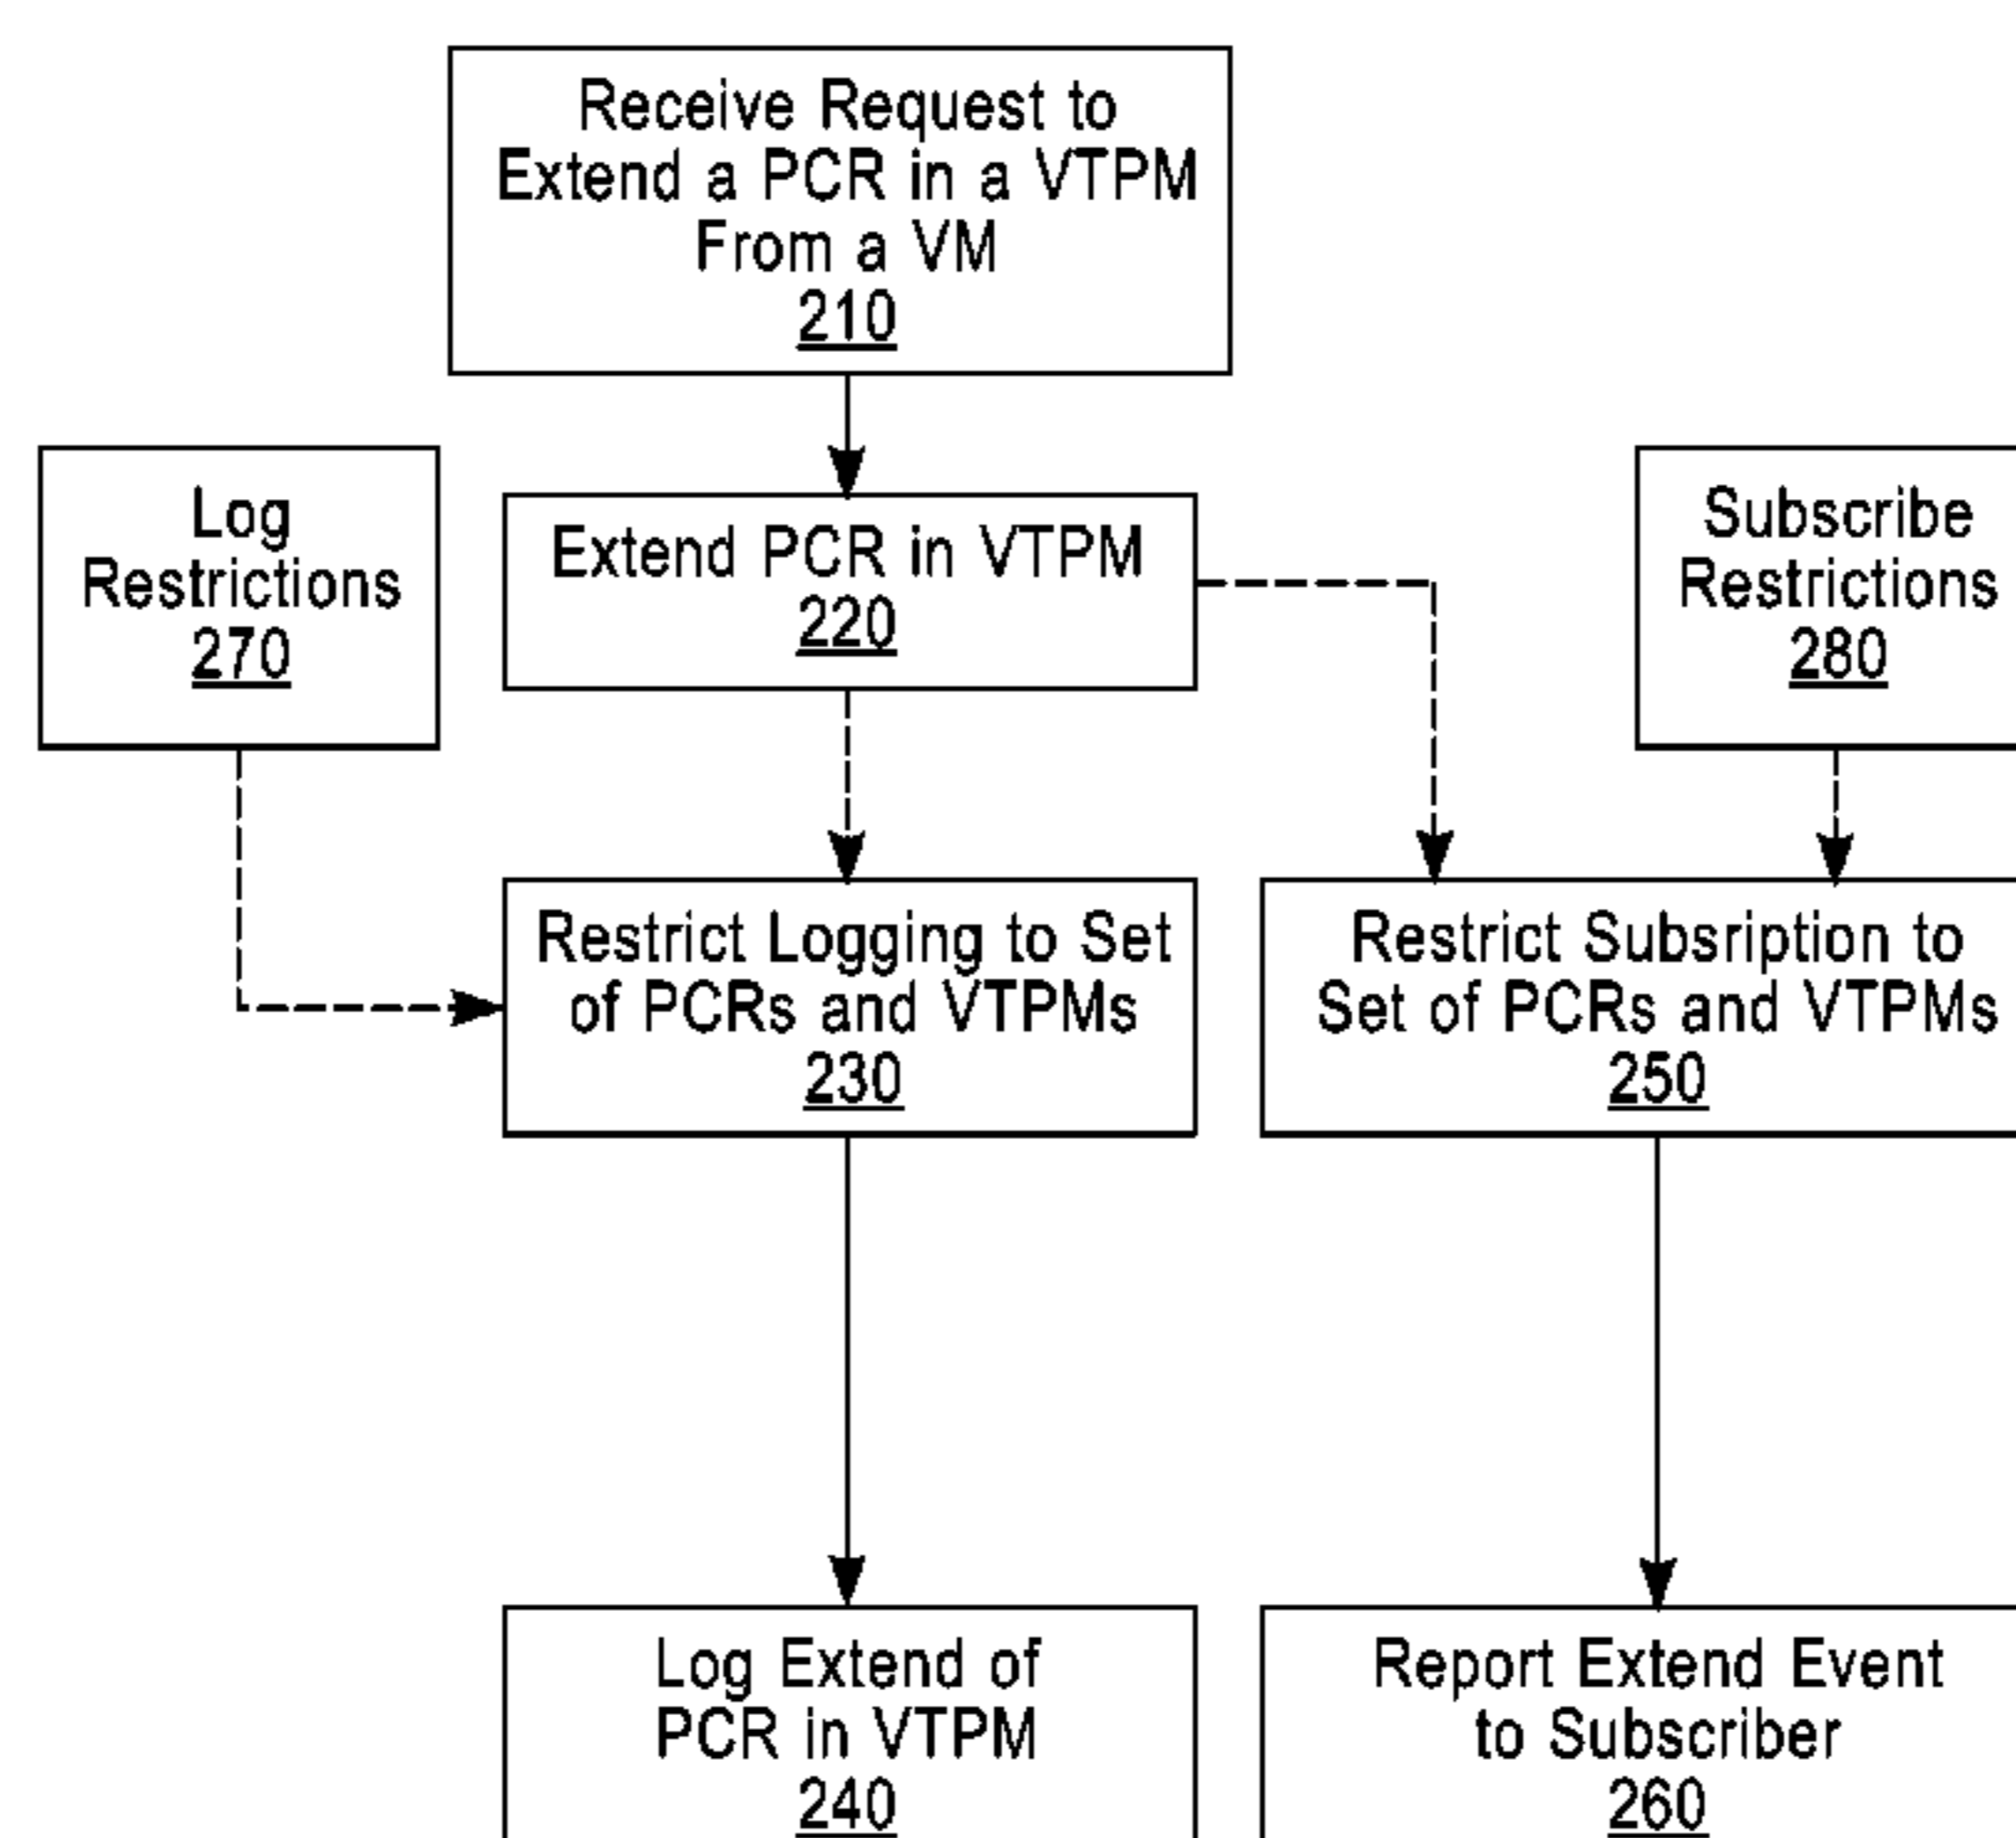 Receive Request to
Extend a PCR in a VTPM
From a VM
210
Log
Restrictions
270
Extend PCR in VTPM
220
Subscribe
Restrictions
280
Restrict Logging to Set
of PCRs and VTPMs
230
Restrict Subsription to
Set of PCRs and VTPMs
250
Log Extend of
PCR in VTPM
240
Report Extend Event
to Subscriber
260